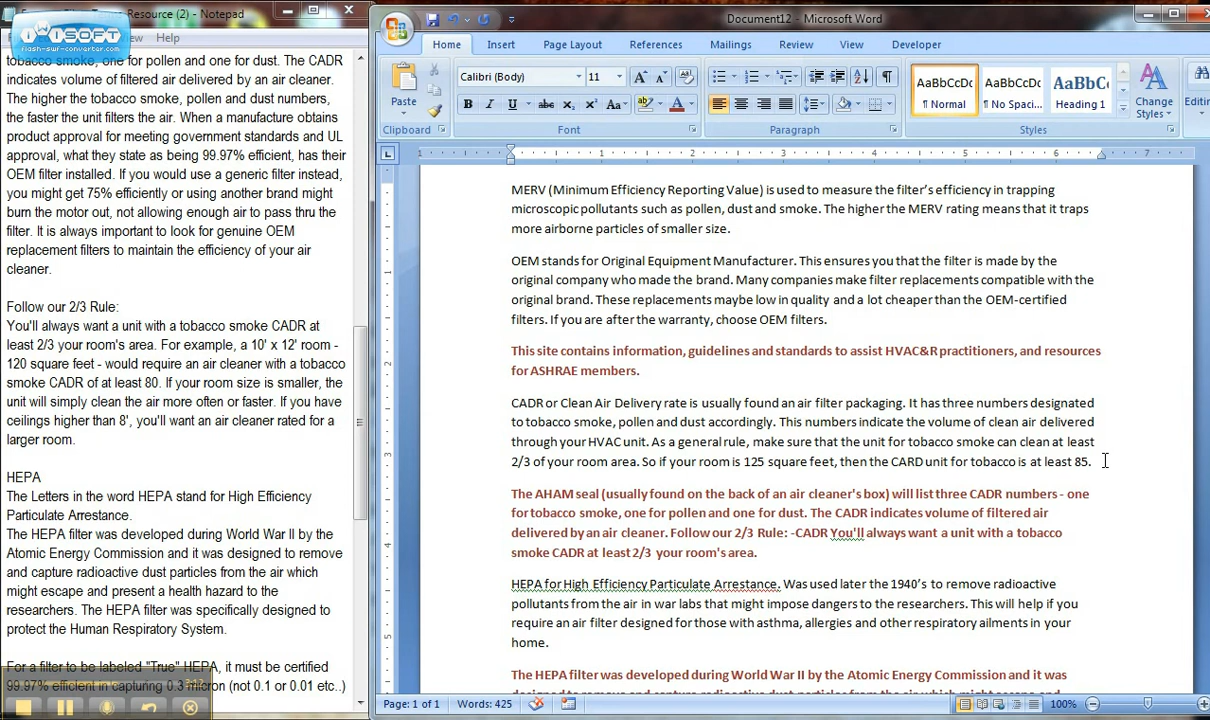 Resource (2) - Notepad
iWiSOFT
flash-swf-converter.com
View Help
tobacco smoke, one for pollen and one for dust. The CADR
indicates volume of filtered air delivered by an air cleaner.
The higher the tobacco smoke, pollen and dust numbers,
the faster the unit filters the air. When a manufacture obtains
product approval for meeting government standards and UL
approval, what they state as being 99.97% efficient, has their
OEM filter installed. If you would use a generic filter instead,
you might get 75% efficiently or using another brand might
burn the motor out, not allowing enough air to pass thru the
filter. It is always important to look for genuine OEM
replacement filters to maintain the efficiency of your air
cleaner.
Follow our 2/3 Rule:
You'll always want a unit with a tobacco smoke CADR at
least 2/3 your room's area. For example, a 10' x 12' room -
120 square feet - would require an air cleaner with a tobacco
smoke CADR of at least 80. If your room size is smaller, the
unit will simply clean the air more often or faster. If you have
ceilings higher than 8', you'll want an air cleaner rated for a
larger room.
HEPA
The Letters in the word HEPA stand for High Efficiency
Particulate Arrestance.
The HEPA filter was developed during World War II by the
Atomic Energy Commission and it was designed to remove
and capture radioactive dust particles from the air which
might escape and present a health hazard to the
researchers. The HEPA filter was specifically designed to
protect the Human Respiratory System.
For a filter to be labeled "True" HEPA, it must be certified
99.97% efficient in capturing 0.3 micron (not 0.1 or 0.01 etc..)
Document12 - Microsoft Word
Home Insert Page Layout References Mailings Review View Developer
Calibri (Body) 11
Paste
Clipboard Font Paragraph Styles
AaBbCcDc AaBbCcDc AaBbC
¶ Normal ¶ No Spaci... Heading 1
Change Styles
Editi
1 1 2 3 4 5 6 7
MERV (Minimum Efficiency Reporting Value) is used to measure the filter's efficiency in trapping
microscopic pollutants such as pollen, dust and smoke. The higher the MERV rating means that it traps
more airborne particles of smaller size.
OEM stands for Original Equipment Manufacturer. This ensures you that the filter is made by the
original company who made the brand. Many companies make filter replacements compatible with the
original brand. These replacements maybe low in quality and a lot cheaper than the OEM-certified
filters. If you are after the warranty, choose OEM filters.
This site contains information, guidelines and standards to assist HVAC&R practitioners, and resources
for ASHRAE members.
CADR or Clean Air Delivery rate is usually found an air filter packaging. It has three numbers designated
to tobacco smoke, pollen and dust accordingly. This numbers indicate the volume of clean air delivered
through your HVAC unit. As a general rule, make sure that the unit for tobacco smoke can clean at least
2/3 of your room area. So if your room is 125 square feet, then the CARD unit for tobacco is at least 85.
The AHAM seal (usually found on the back of an air cleaner's box) will list three CADR numbers - one
for tobacco smoke, one for pollen and one for dust. The CADR indicates volume of filtered air
delivered by an air cleaner. Follow our 2/3 Rule: -CADR You'll always want a unit with a tobacco
smoke CADR at least 2/3 your room's area.
HEPA for High Efficiency Particulate Arrestance. Was used later the 1940's to remove radioactive
pollutants from the air in war labs that might impose dangers to the researchers. This will help if you
require an air filter designed for those with asthma, allergies and other respiratory ailments in your
home.
The HEPA filter was developed during World War II by the Atomic Energy Commission and it was
Page: 1 of 1 Words: 425 100%